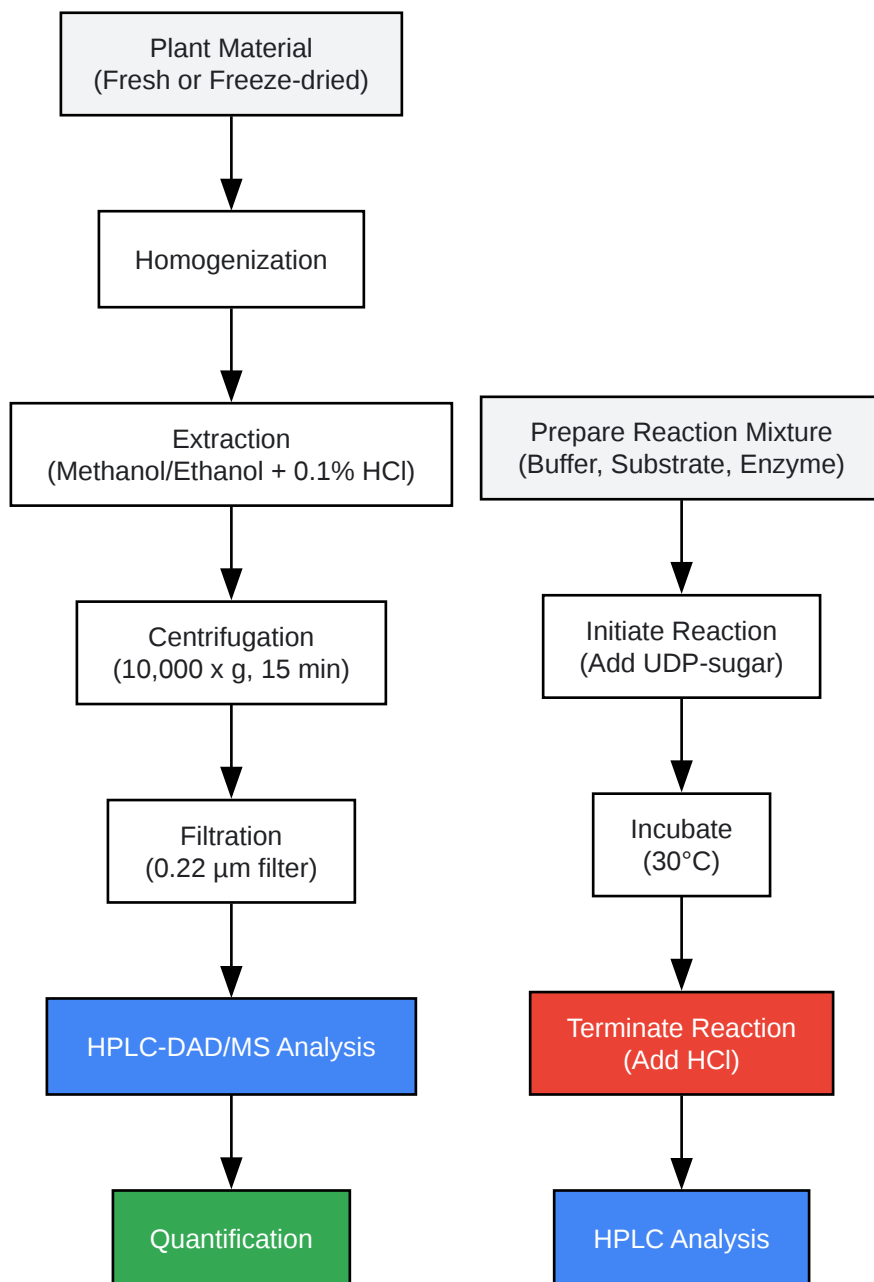 Plant Material
(Fresh or Freeze-dried)
Homogenization
Extraction
(Methanol/Ethanol + 0.1% HCl)
Centrifugation
(10,000 x g, 15 min)
Filtration
(0.22 µm filter)
HPLC-DAD/MS Analysis
Quantification
Prepare Reaction Mixture
(Buffer, Substrate, Enzyme)
Initiate Reaction
(Add UDP-sugar)
Incubate
(30°C)
Terminate Reaction
(Add HCl)
HPLC Analysis